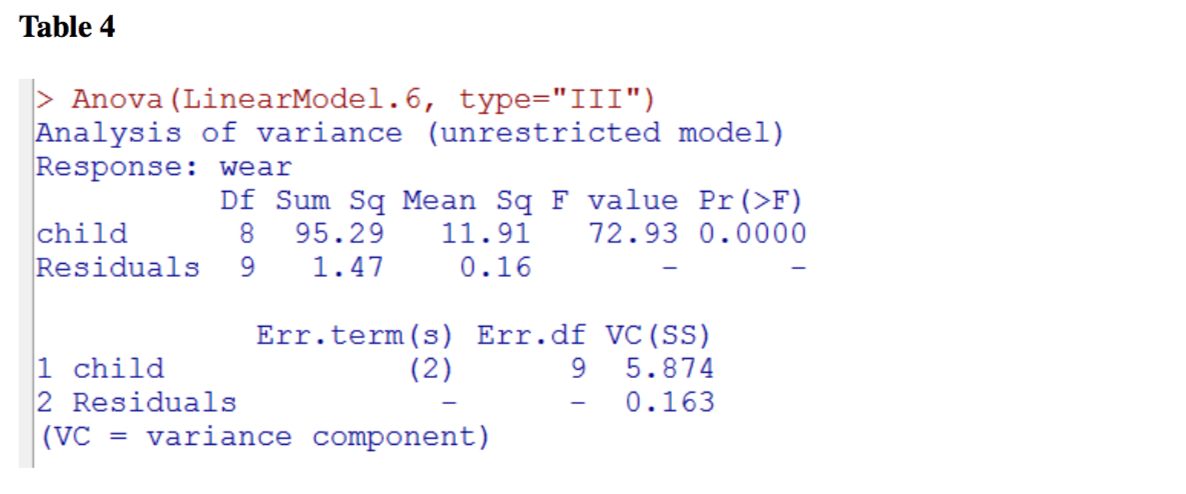 Table 4
> Anova(LinearModel.6, type="III")
Analysis of variance (unrestricted model)
Response: wear
Df Sum Sq Mean Sq F value Pr(>F)
child 8 95.29 11.91 72.93 0.0000
Residuals 9 1.47 0.16 - -
Err.term(s) Err.df VC(SS)
1 child (2) 9 5.874
2 Residuals - - 0.163
(VC = variance component)